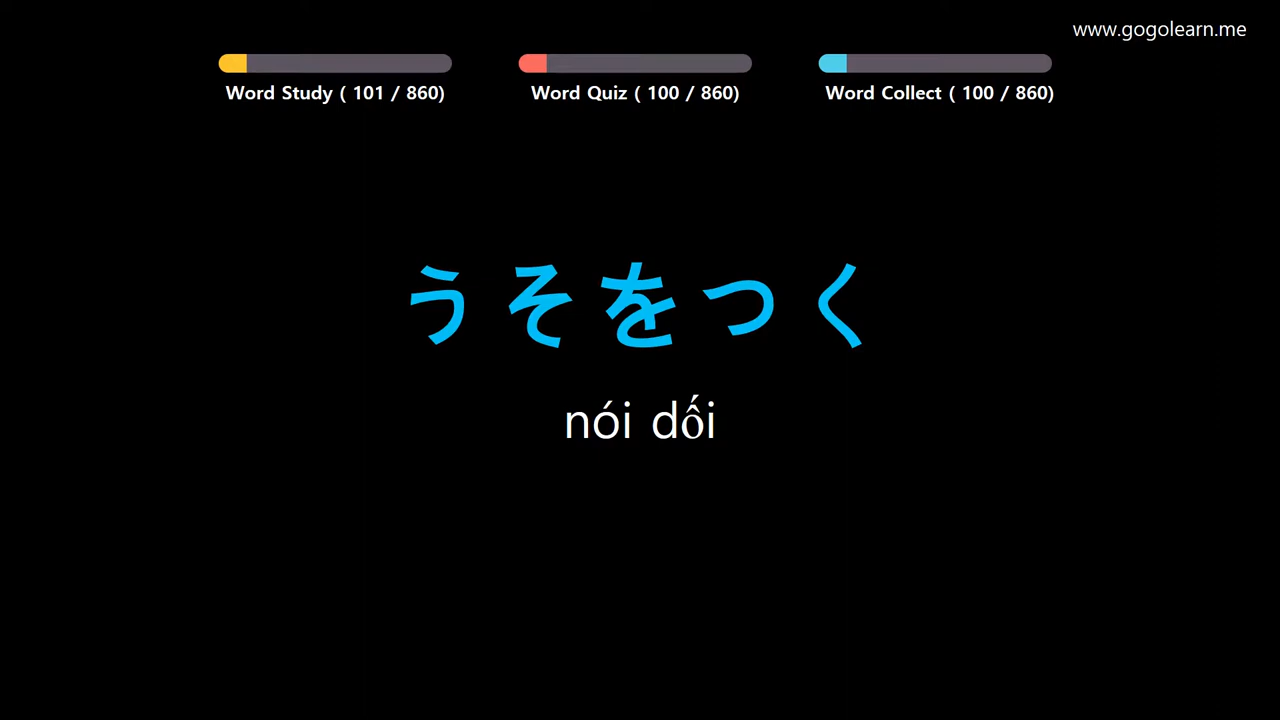 www.gogolearn.me
Word Study ( 101 / 860)
Word Quiz ( 100 / 860)
Word Collect ( 100 / 860)
うそをつく
nói dối